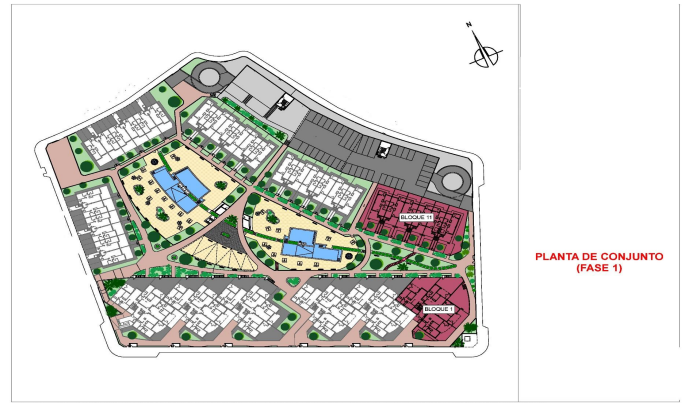 N
BLOQUE 11
PLANTA DE CONJUNTO
(FASE 1)
BLOQUE 1